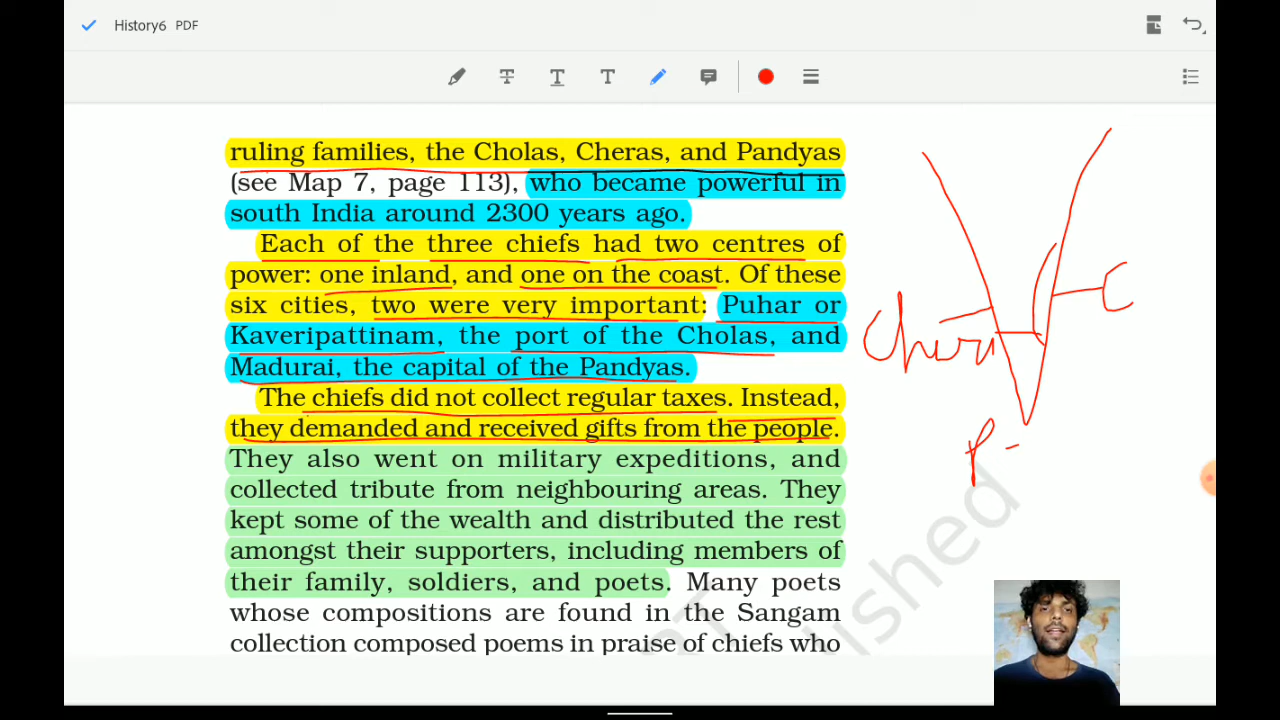 History6 PDF
ruling families, the Cholas, Cheras, and Pandyas
(see Map 7, page 113), who became powerful in
south India around 2300 years ago.
Each of the three chiefs had two centres of
power: one inland, and one on the coast. Of these
six cities, two were very important: Puhar or
Kaveripattinam, the port of the Cholas, and
Madurai, the capital of the Pandyas.
The chiefs did not collect regular taxes. Instead,
they demanded and received gifts from the people.
They also went on military expeditions, and
collected tribute from neighbouring areas. They
kept some of the wealth and distributed the rest
amongst their supporters, including members of
their family, soldiers, and poets. Many poets
whose compositions are found in the Sangam
collection composed poems in praise of chiefs who
C
Chera
P -